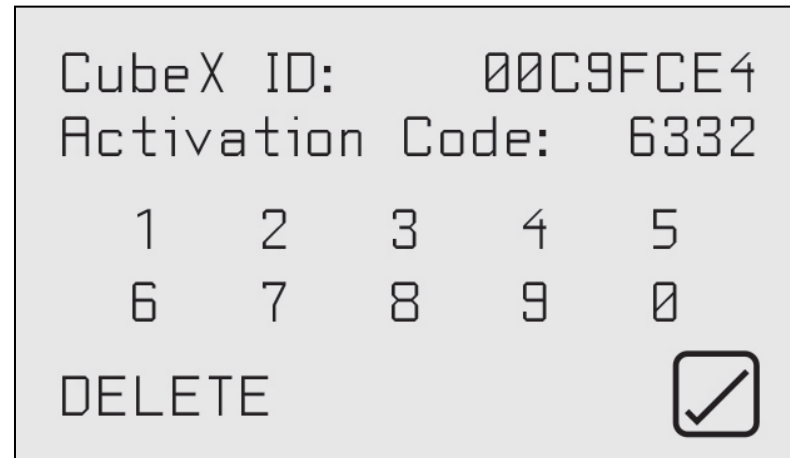 CubeX ID: 00C9FCE4
Activation Code: 6332
1 2 3 4 5
6 7 8 9 0
DELETE